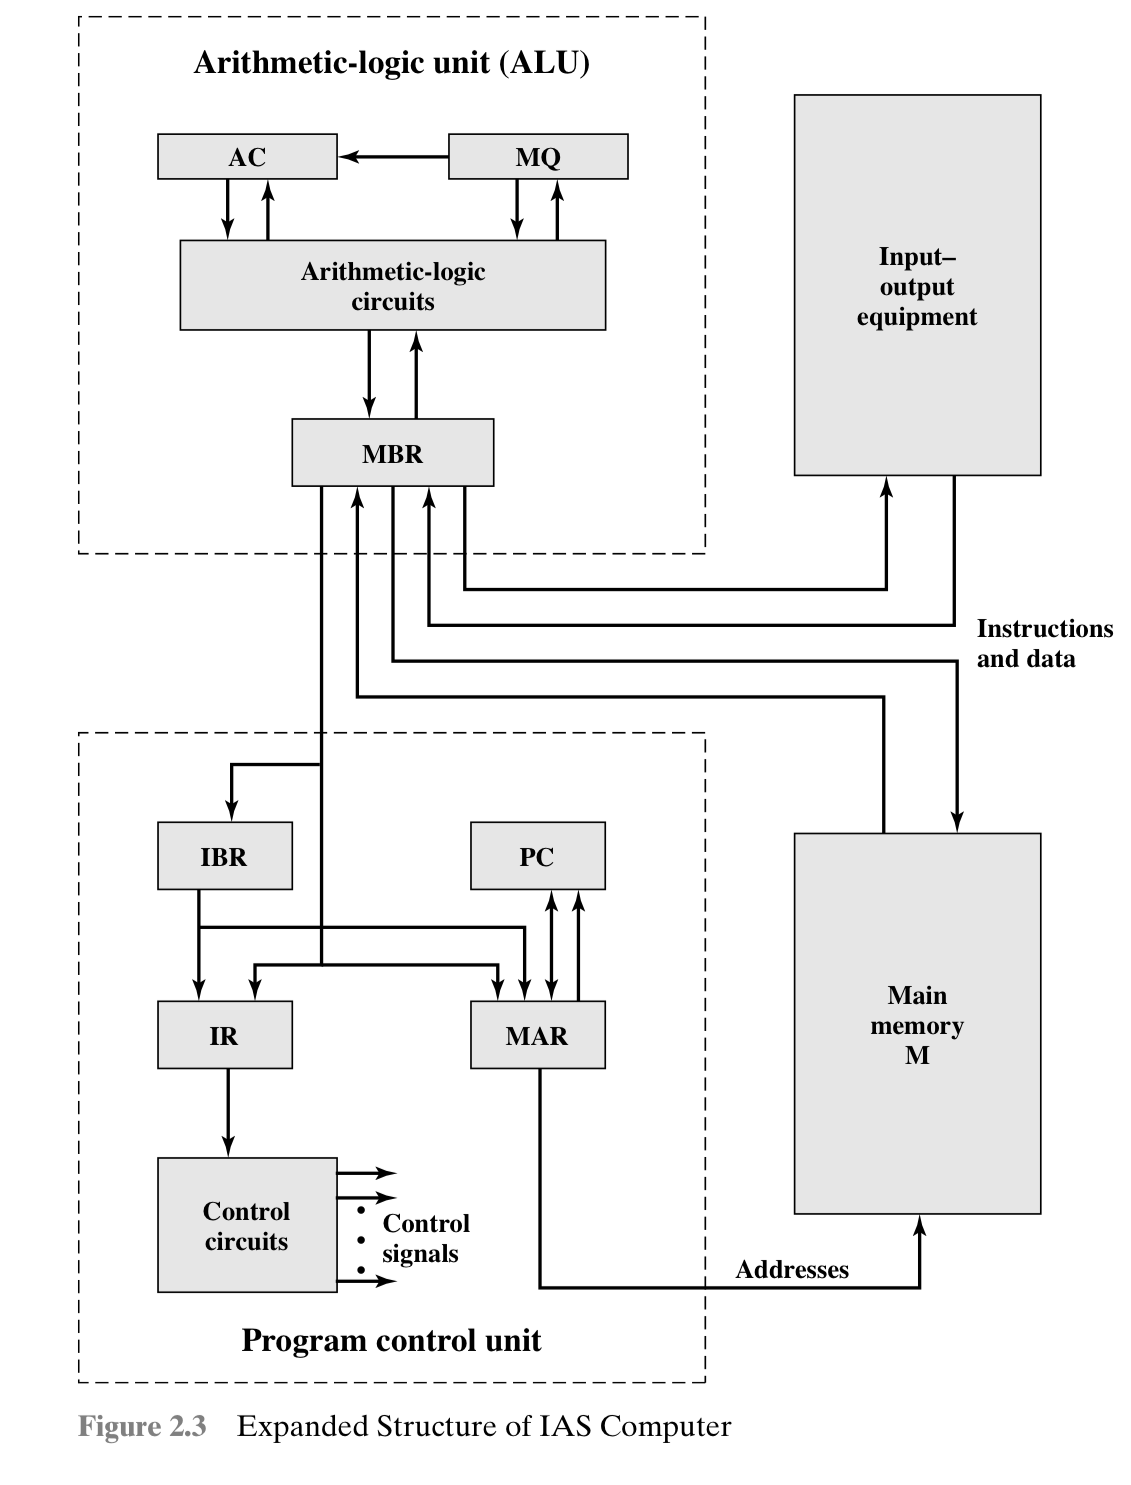 Arithmetic-logic unit (ALU)
AC
MQ
Arithmetic-logic
circuits
Input–
output
equipment
MBR
Instructions
and data
IBR
PC
IR
MAR
Main
memory
M
Control
circuits
Control
signals
Addresses
Program control unit
Figure 2.3 Expanded Structure of IAS Computer